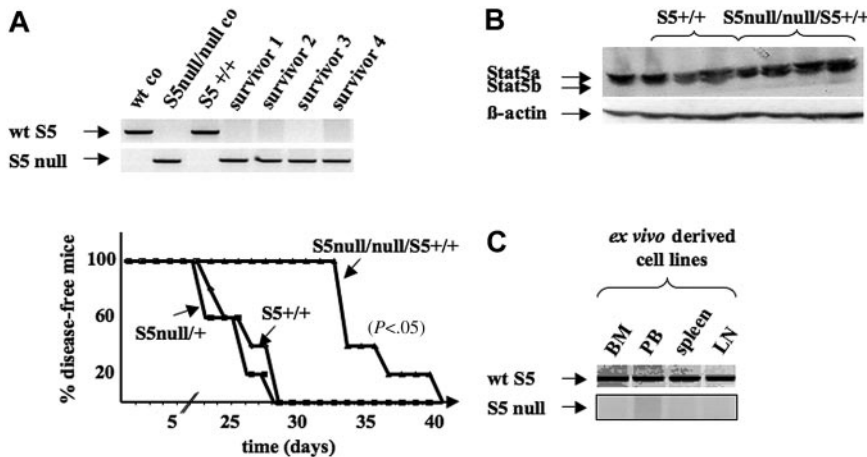 A
wt co
S5null/null co
S5 +/+
survivor 1
survivor 2
survivor 3
survivor 4
wt S5
S5 null
B
S5+/+
S5null/null/S5+/+
Stat5a
Stat5b
ß-actin
% disease-free mice
100
60
20
S5null/+
S5+/+
S5null/null/S5+/+
(P<.05)
5
25
30
35
40
time (days)
C
ex vivo derived
cell lines
BM
PB
spleen
LN
wt S5
S5 null